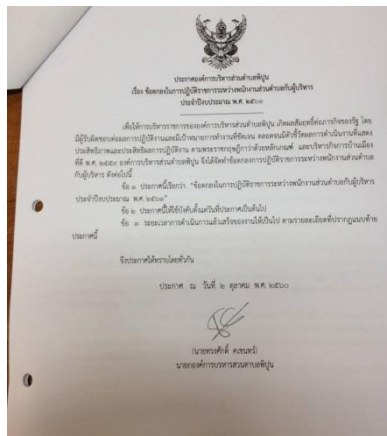 ประกาศองค์การบริหารส่วนตำบลพิปูน
เรื่อง ข้อตกลงในการปฏิบัติราชการระหว่างพนักงานส่วนตำบลกับผู้บริหาร
ประจำปีงบประมาณ พ.ศ. ๒๕๖๐
เพื่อให้การบริหารราชการขององค์การบริหารส่วนตำบลพิปูน เกิดผลสัมฤทธิ์ต่อภารกิจของรัฐ โดย
มีผู้รับผิดชอบต่อผลการปฏิบัติงานและมีเป้าหมายการทำงานที่ชัดเจน ตลอดจนมีตัวชี้วัดผลการดำเนินงานที่แสดง
ประสิทธิภาพและประสิทธิผลการปฏิบัติงาน ตามพระราชกฤษฎีกาว่าด้วยหลักเกณฑ์ และบริหารกิจการบ้านเมือง
ที่ดี พ.ศ. ๒๕๔๖ องค์การบริหารส่วนตำบลพิปูน จึงได้จัดทำข้อตกลงการปฏิบัติราชการระหว่างพนักงานส่วนตำบล
กับผู้บริหาร ดังต่อไปนี้
ข้อ ๑ ประกาศนี้เรียกว่า "ข้อตกลงในการปฏิบัติราชการระหว่างพนักงานส่วนตำบลกับผู้บริหาร
ประจำปีงบประมาณ พ.ศ. ๒๕๖๐"
ข้อ ๒ ประกาศนี้ให้ใช้บังคับตั้งแต่วันที่ประกาศเป็นต้นไป
ข้อ ๓ ระยะเวลาการดำเนินการแล้วเสร็จของงานให้เป็นไป ตามรายละเอียดที่ปรากฏแนบท้าย
ประกาศนี้
จึงประกาศให้ทราบโดยทั่วกัน
ประกาศ ณ วันที่ ๒ ตุลาคม พ.ศ. ๒๕๖๐
(นายทรงศักดิ์ คเชนทร์)
นายกองค์การบริหารส่วนตำบลพิปูน